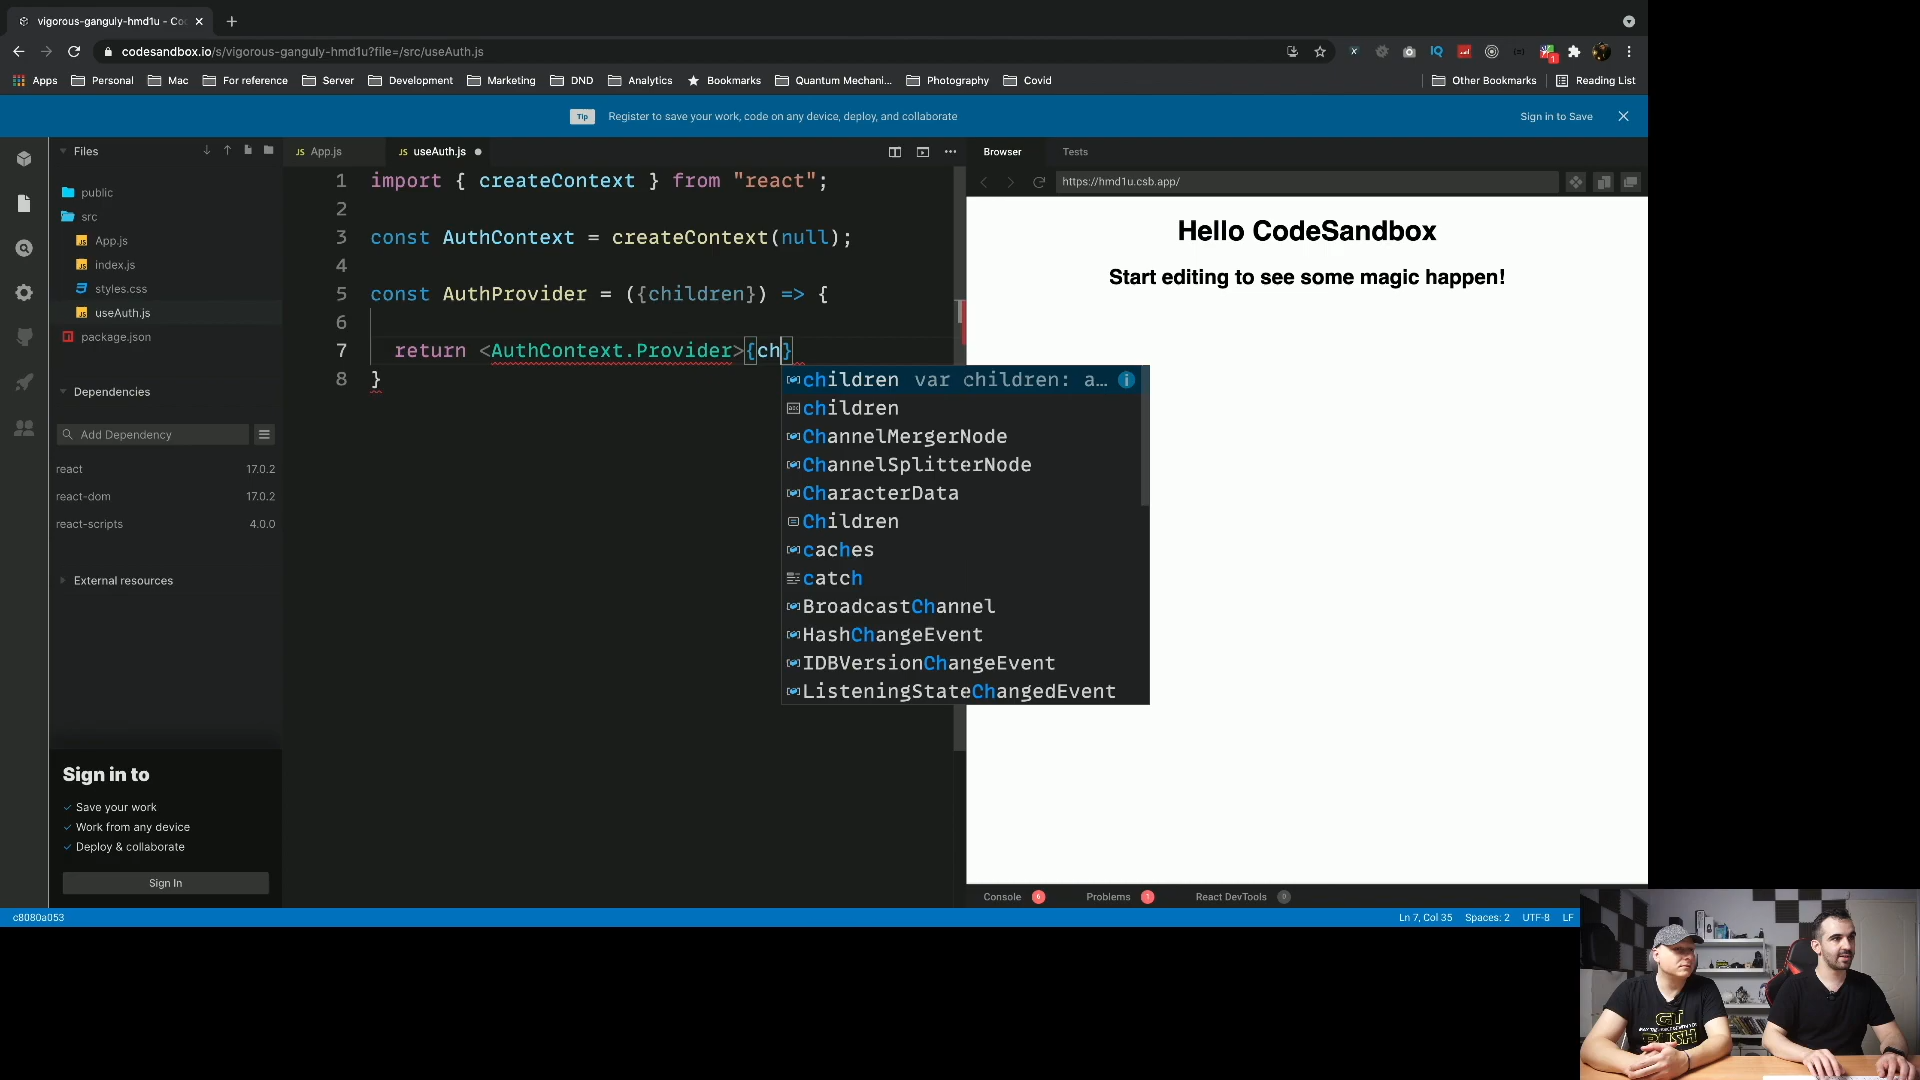 vigorous-ganguly-hmd1u - Co
codesandbox.io/s/vigorous-ganguly-hmd1u?file=/src/useAuth.js
Apps Personal Mac For reference Server Development Marketing DND Analytics Bookmarks Quantum Mechani... Photography Covid Other Bookmarks Reading List
Tip Register to save your work, code on any device, deploy, and collaborate Sign in to Save
Files
public
src
App.js
index.js
styles.css
useAuth.js
package.json
Dependencies
Add Dependency
react 17.0.2
react-dom 17.0.2
react-scripts 4.0.0
External resources
Sign in to
Save your work
Work from any device
Deploy & collaborate
Sign In
JS App.js JS useAuth.js
1 import { createContext } from "react";
2
3 const AuthContext = createContext(null);
4
5 const AuthProvider = ({children}) => {
6
7 return <AuthContext.Provider>{ch}
8 }
children var children: a...
children
ChannelMergerNode
ChannelSplitterNode
CharacterData
Children
caches
catch
BroadcastChannel
HashChangeEvent
IDBVersionChangeEvent
ListeningStateChangedEvent
Browser Tests
https://hmd1u.csb.app/
Hello CodeSandbox
Start editing to see some magic happen!
Console 6 Problems 1 React DevTools 0
c8080a053 Ln 7, Col 35 Spaces: 2 UTF-8 LF